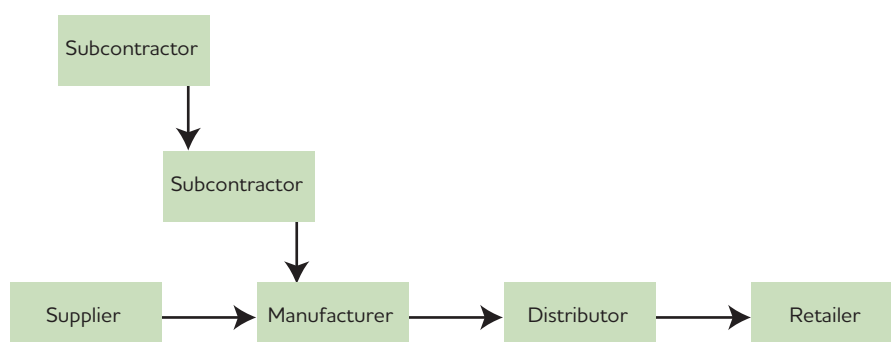 Subcontractor
Subcontractor
Supplier
Manufacturer
Distributor
Retailer